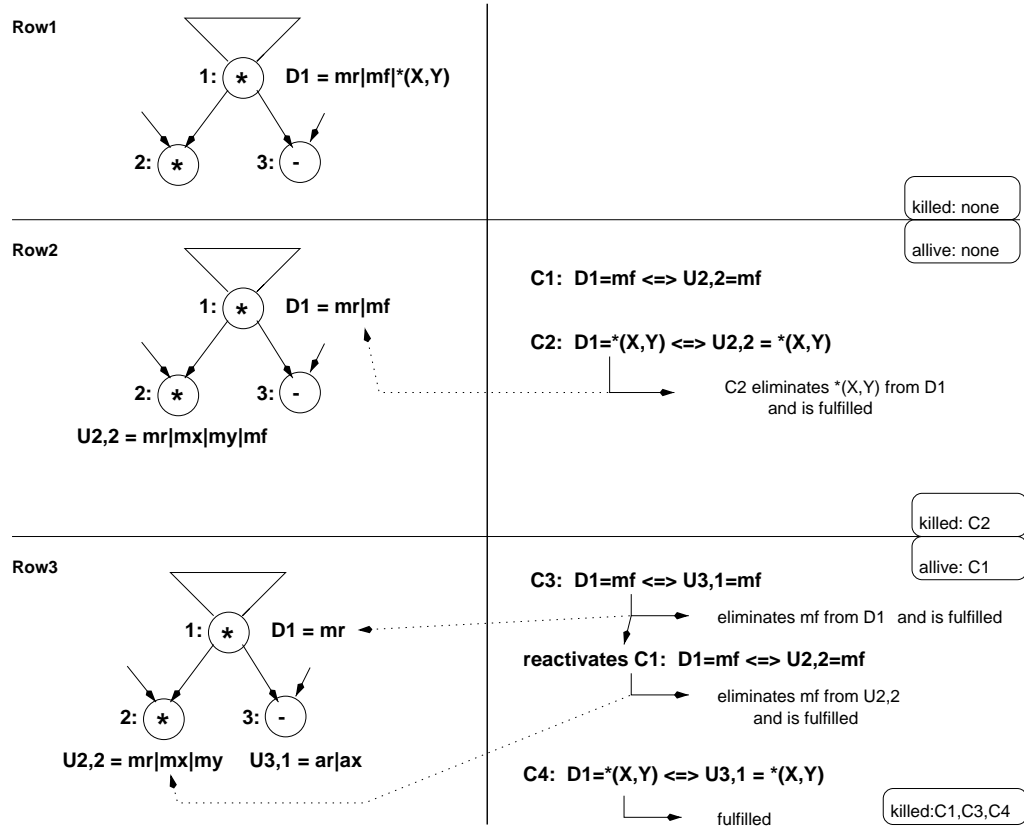 Row1
1: * D1 = mr|mf|*(X,Y)
2: * 3: -
killed: none
allive: none
Row2
C1: D1=mf <=> U2,2=mf
1: * D1 = mr|mf
C2: D1=*(X,Y) <=> U2,2 = *(X,Y)
2: * 3: -
C2 eliminates *(X,Y) from D1
and is fulfilled
U2,2 = mr|mx|my|mf
killed: C2
allive: C1
Row3
C3: D1=mf <=> U3,1=mf
eliminates mf from D1 and is fulfilled
1: * D1 = mr
reactivates C1: D1=mf <=> U2,2=mf
eliminates mf from U2,2
and is fulfilled
2: * 3: -
U2,2 = mr|mx|my U3,1 = ar|ax
C4: D1=*(X,Y) <=> U3,1 = *(X,Y)
fulfilled
killed:C1,C3,C4